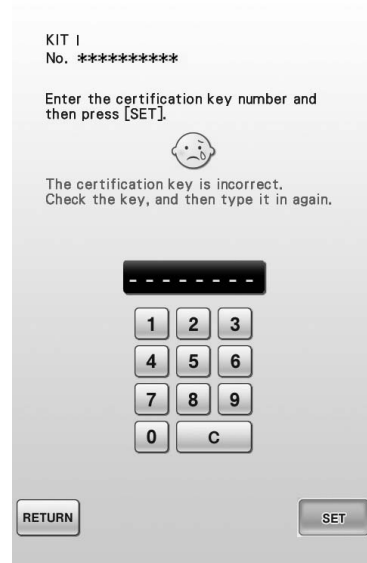 KIT I
No. **********
Enter the certification key number and
then press [SET].
The certification key is incorrect.
Check the key, and then type it in again.
- - - - - - - -
1 2 3
4 5 6
7 8 9
0 C
RETURN SET